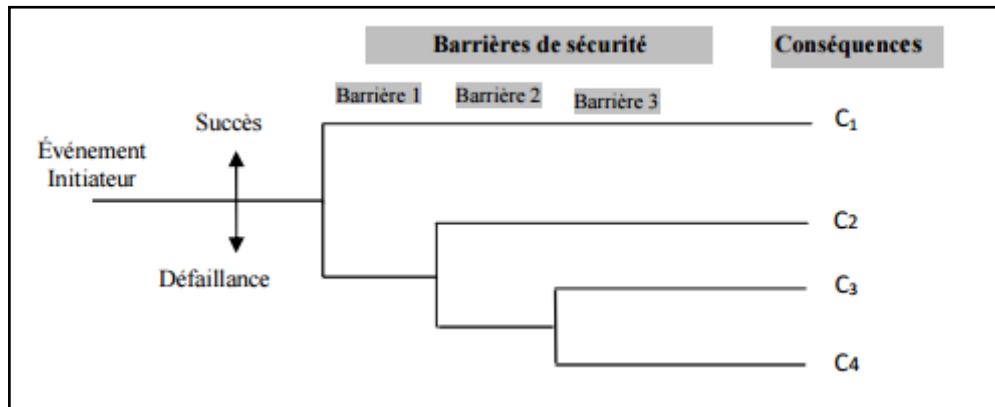 Barrières de sécurité
Conséquences
Barrière 1
Barrière 2
Barrière 3
Succès
C1
Événement
Initiateur
C2
Défaillance
C3
C4